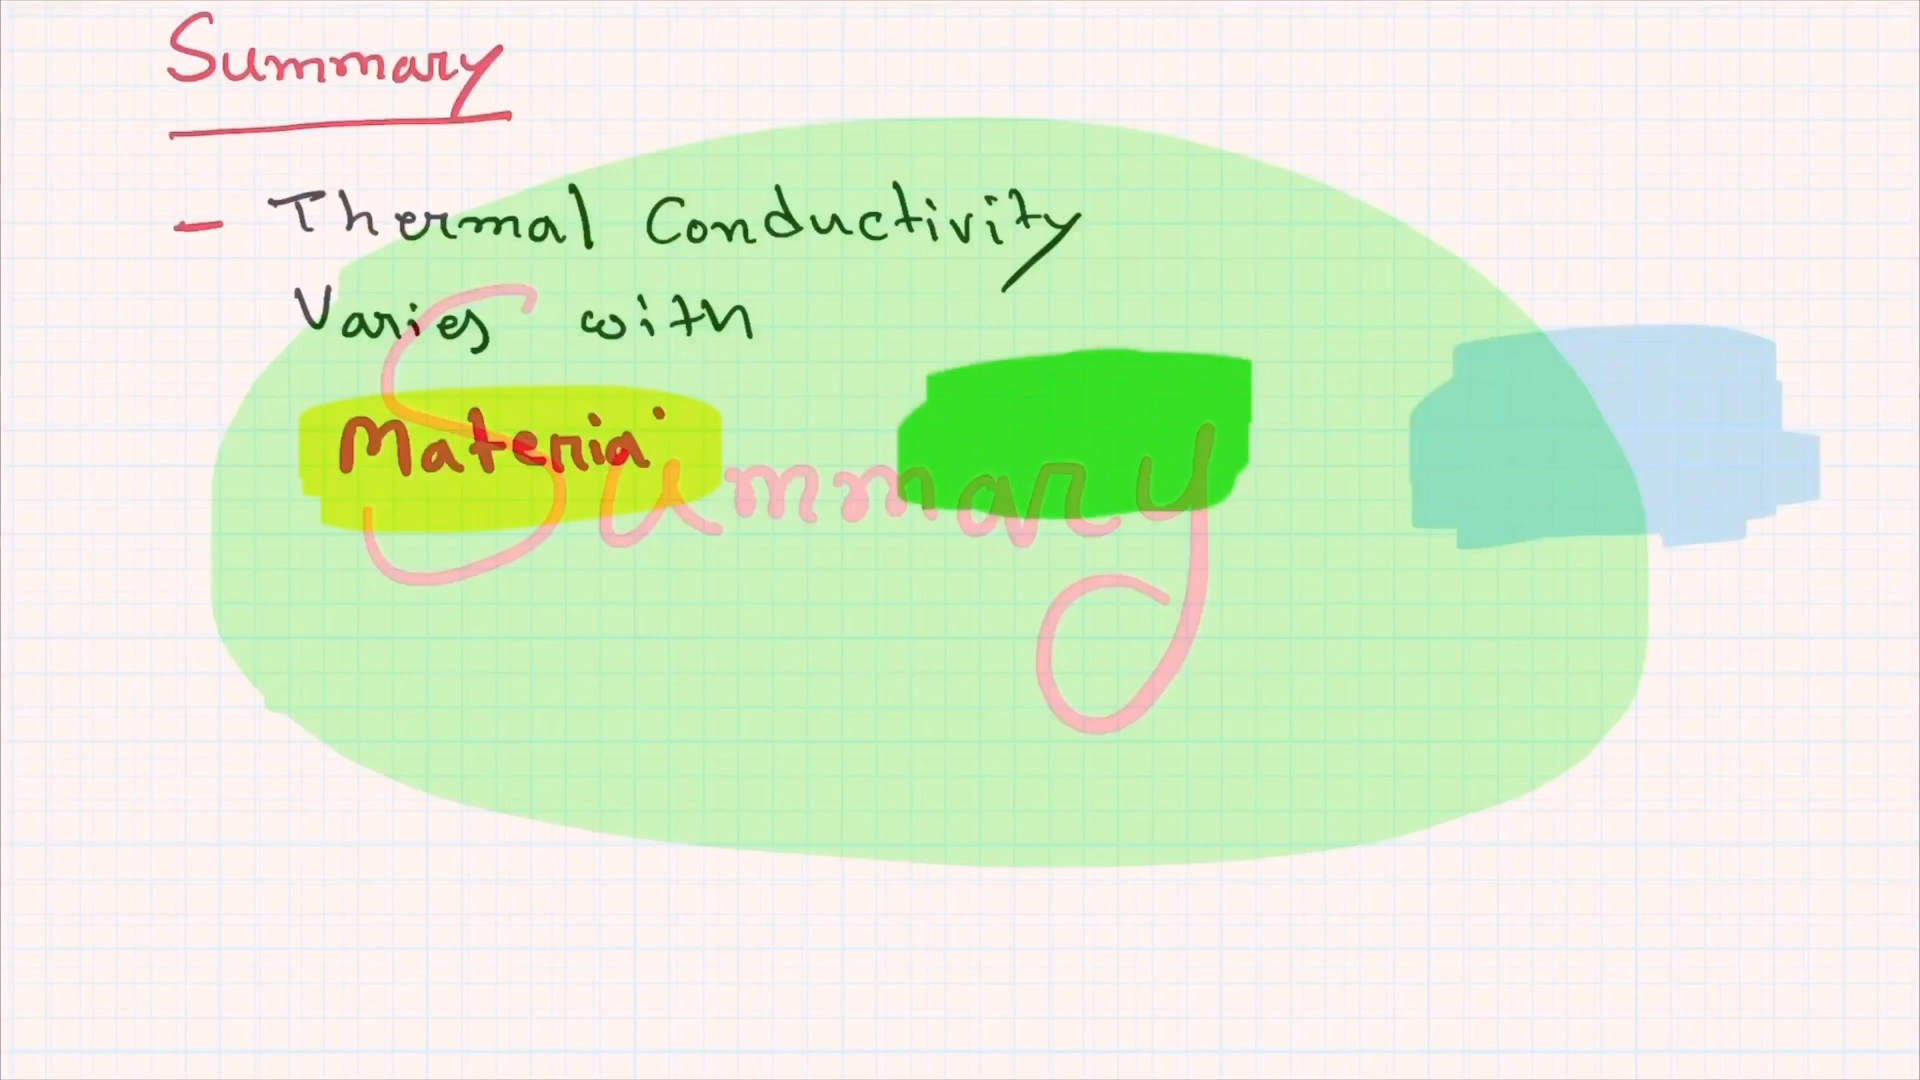 Summary
- Thermal Conductivity
Varies with
Materia
Summary